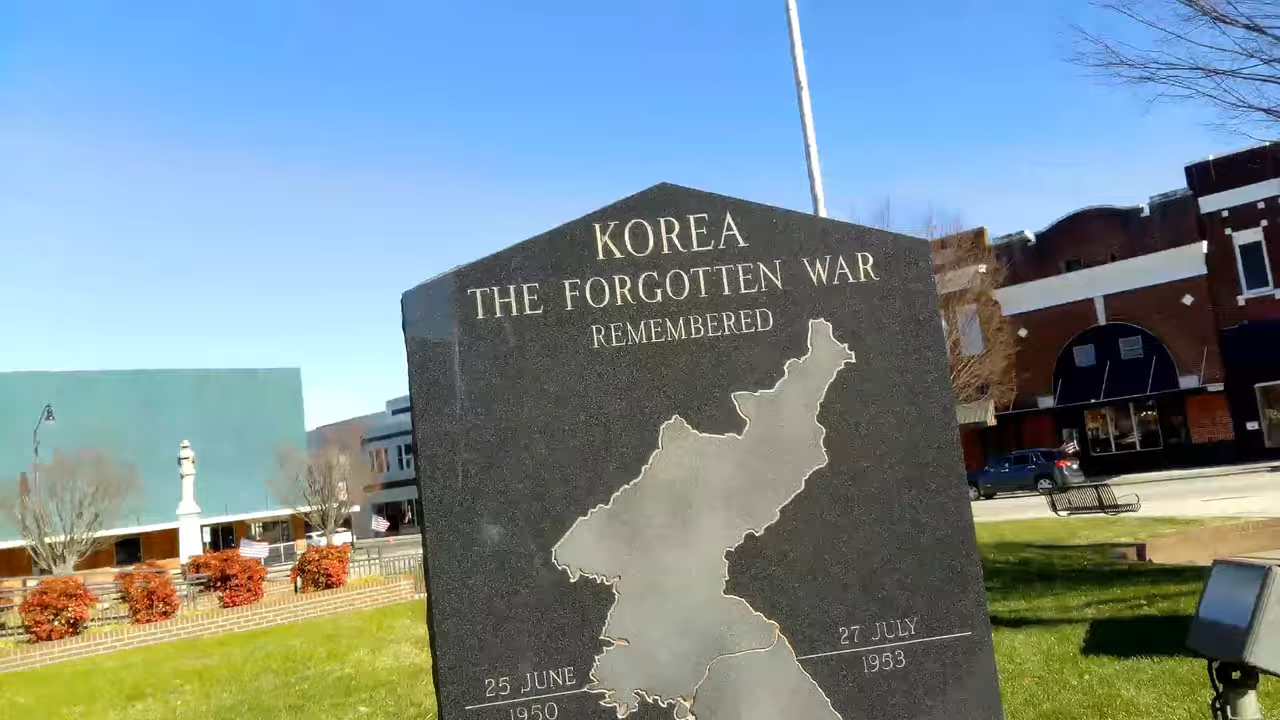 KOREA
THE FORGOTTEN WAR
REMEMBERED
27 JULY
1953
25 JUNE
1950